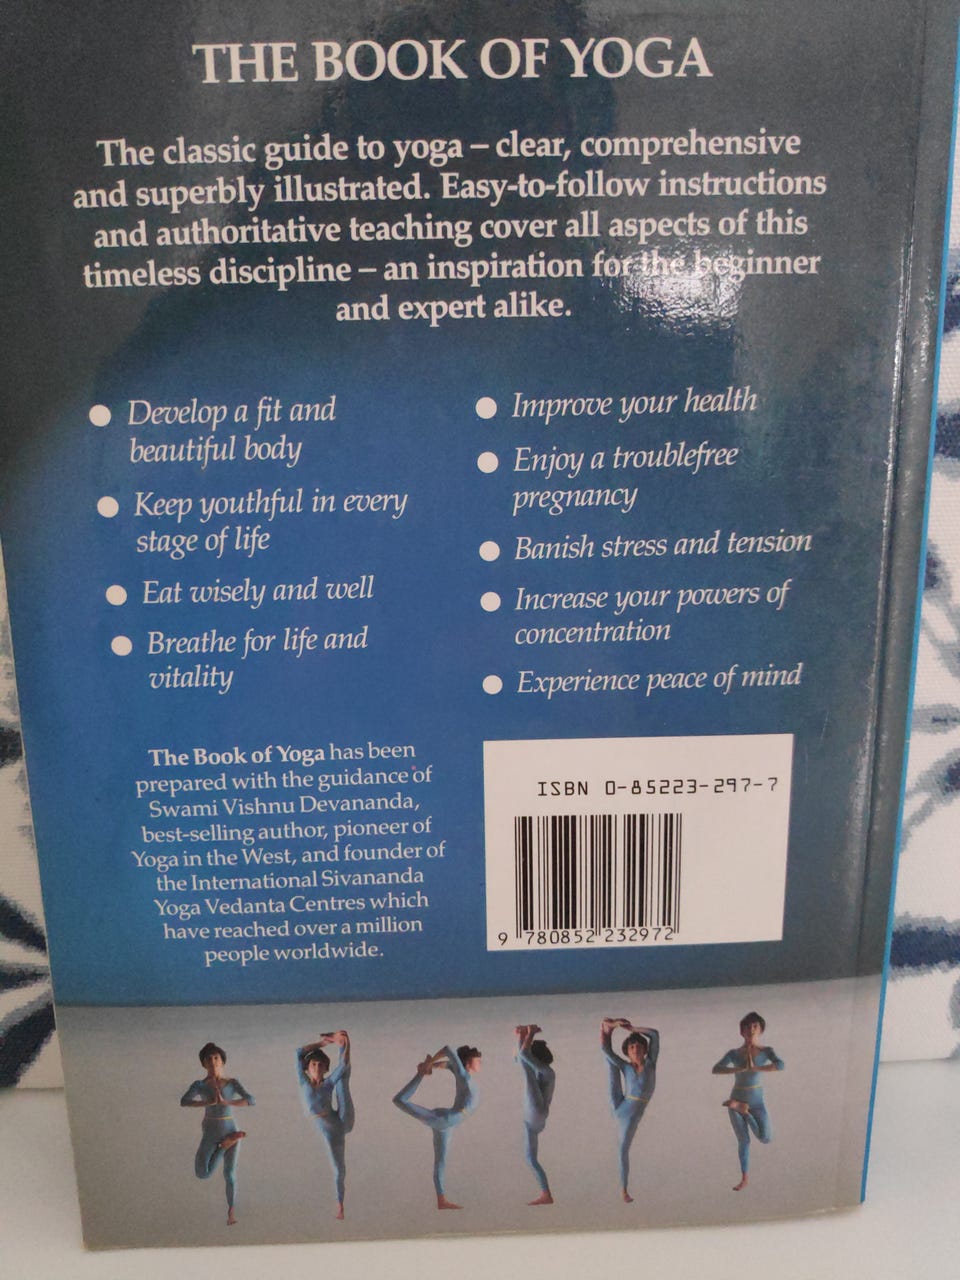 THE BOOK OF YOGA
The classic guide to yoga – clear, comprehensive
and superbly illustrated. Easy-to-follow instructions
and authoritative teaching cover all aspects of this
timeless discipline – an inspiration for the beginner
and expert alike.
● Develop a fit and
beautiful body
● Keep youthful in every
stage of life
● Eat wisely and well
● Breathe for life and
vitality
● Improve your health
● Enjoy a troublefree
pregnancy
● Banish stress and tension
● Increase your powers of
concentration
● Experience peace of mind
The Book of Yoga has been
prepared with the guidance of
Swami Vishnu Devananda,
best-selling author, pioneer of
Yoga in the West, and founder of
the International Sivananda
Yoga Vedanta Centres which
have reached over a million
people worldwide.
ISBN 0-85223-297-7
9 780852 232972